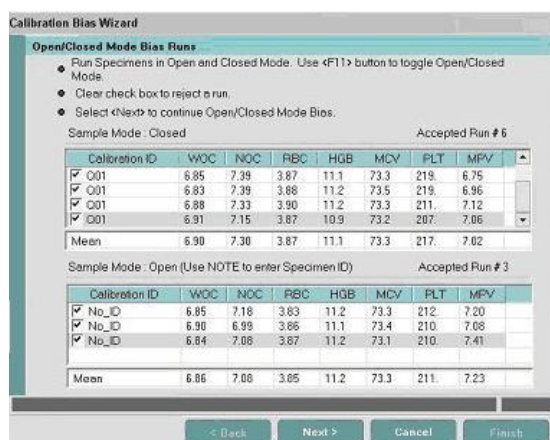 Calibration Bias Wizard
Open/Closed Mode Bias Runs
Run Specimens in Open and Closed Mode. Use <F11> button to toggle Open/Closed
Mode.
Clear check box to reject a run.
Select <Next> to continue Open/Closed Mode Bias.
Sample Mode : Closed Accepted Run # 6
Calibration ID WOC NOC RBC HGB MCV PLT MPV
Q01 6.85 7.39 3.87 11.1 73.3 219. 6.75
Q01 6.83 7.39 3.88 11.2 73.5 219. 6.96
Q01 6.88 7.33 3.90 11.2 73.3 211. 7.12
Q01 6.91 7.15 3.87 10.9 73.2 207. 7.06
Mean 6.90 7.30 3.87 11.1 73.3 217. 7.02
Sample Mode : Open (Use NOTE to enter Specimen ID) Accepted Run # 3
Calibration ID WOC NOC RBC HGB MCV PLT MPV
No_ID 6.85 7.18 3.83 11.2 73.3 212. 7.20
No_ID 6.90 6.99 3.86 11.1 73.4 210. 7.08
No_ID 6.84 7.08 3.87 11.2 73.1 210. 7.41
Mean 6.86 7.08 3.85 11.2 73.3 211. 7.23
< Back Next > Cancel Finish